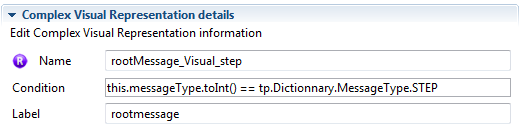 Complex Visual Representation details
Edit Complex Visual Representation information
R Name rootMessage_Visual_step
Condition this.messageType.toInt() == tp.Dictionnary.MessageType.STEP
Label rootmessage